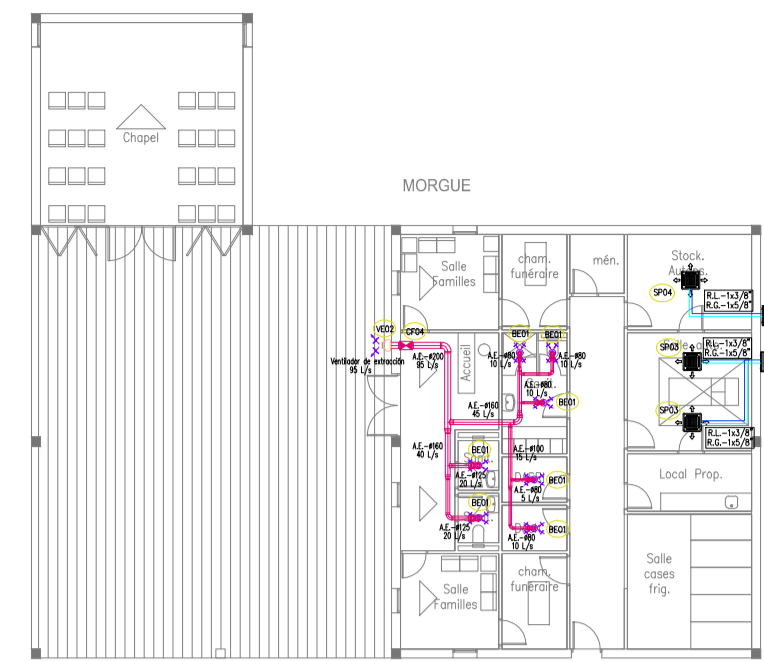 Chapel
MORGUE
Salle
Familles
cham.
funéraire
mén.
Stock.
SP04
R.L.-1x3/8"
R.G.-1x5/8"
VE02
CF04
Ventilador de extracción
95 L/s
A.E.-ø200
95 L/s
Accueil
BE01
BE01
A.E.-ø80
10 L/s
A.E.-ø80
10 L/s
SP03
R.L.-1x3/8"
R.G.-1x5/8"
A.E.-ø80
10 L/s
BE01
A.E.-ø160
45 L/s
SP03
R.L.-1x3/8"
R.G.-1x5/8"
A.E.-ø160
40 L/s
BE01
A.E.-ø100
15 L/s
A.E.-ø125
20 L/s
BE01
A.E.-ø80
5 L/s
BE01
A.E.-ø125
20 L/s
BE01
A.E.-ø80
10 L/s
Local Prop.
Salle
cases
frig.
Salle
Familles
cham.
funéraire